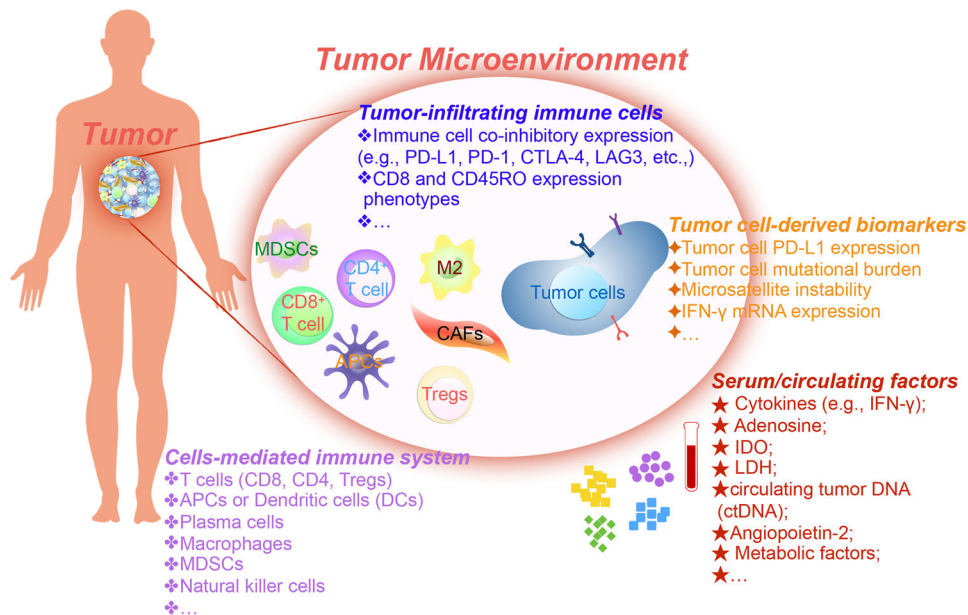 Tumor Microenvironment
Tumor
Tumor-infiltrating immune cells
❖Immune cell co-inhibitory expression
(e.g., PD-L1, PD-1, CTLA-4, LAG3, etc.,)
❖CD8 and CD45RO expression
phenotypes
❖...
MDSCs
CD4⁺
T cell
M2
CD8⁺
T cell
APCs
CAFs
Tregs
Tumor cells
Tumor cell-derived biomarkers
✦Tumor cell PD-L1 expression
✦Tumor cell mutational burden
✦Microsatellite instability
✦IFN-γ mRNA expression
✦...
Serum/circulating factors
★ Cytokines (e.g., IFN-γ);
★ Adenosine;
★ IDO;
★ LDH;
★circulating tumor DNA
(ctDNA);
★Angiopoietin-2;
★ Metabolic factors;
★...
Cells-mediated immune system
✤T cells (CD8, CD4, Tregs)
✤APCs or Dendritic cells (DCs)
✤Plasma cells
✤Macrophages
✤MDSCs
✤Natural killer cells
✤...